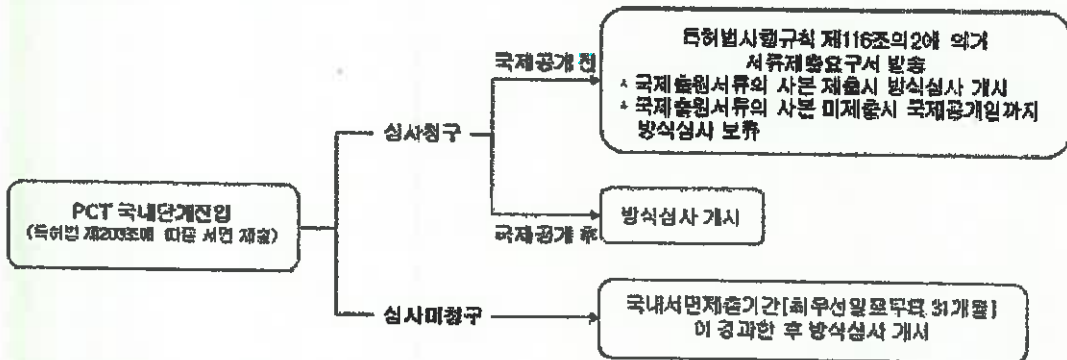 특허법시행규칙 제116조의2에 의거
서류제출요구서 발송
* 국제출원서류의 사본 제출시 방식심사 개시
* 국제출원서류의 사본 미제출시 국제공개일까지
방식심사 보류
국제공개 전
심사청구
PCT 국내단계진입
(특허법 제203조에 따른 서면 제출)
방식심사 개시
국제공개 후
심사미청구
국내서면제출기간[최우선일로부터 31개월]
이 경과한 후 방식심사 개시